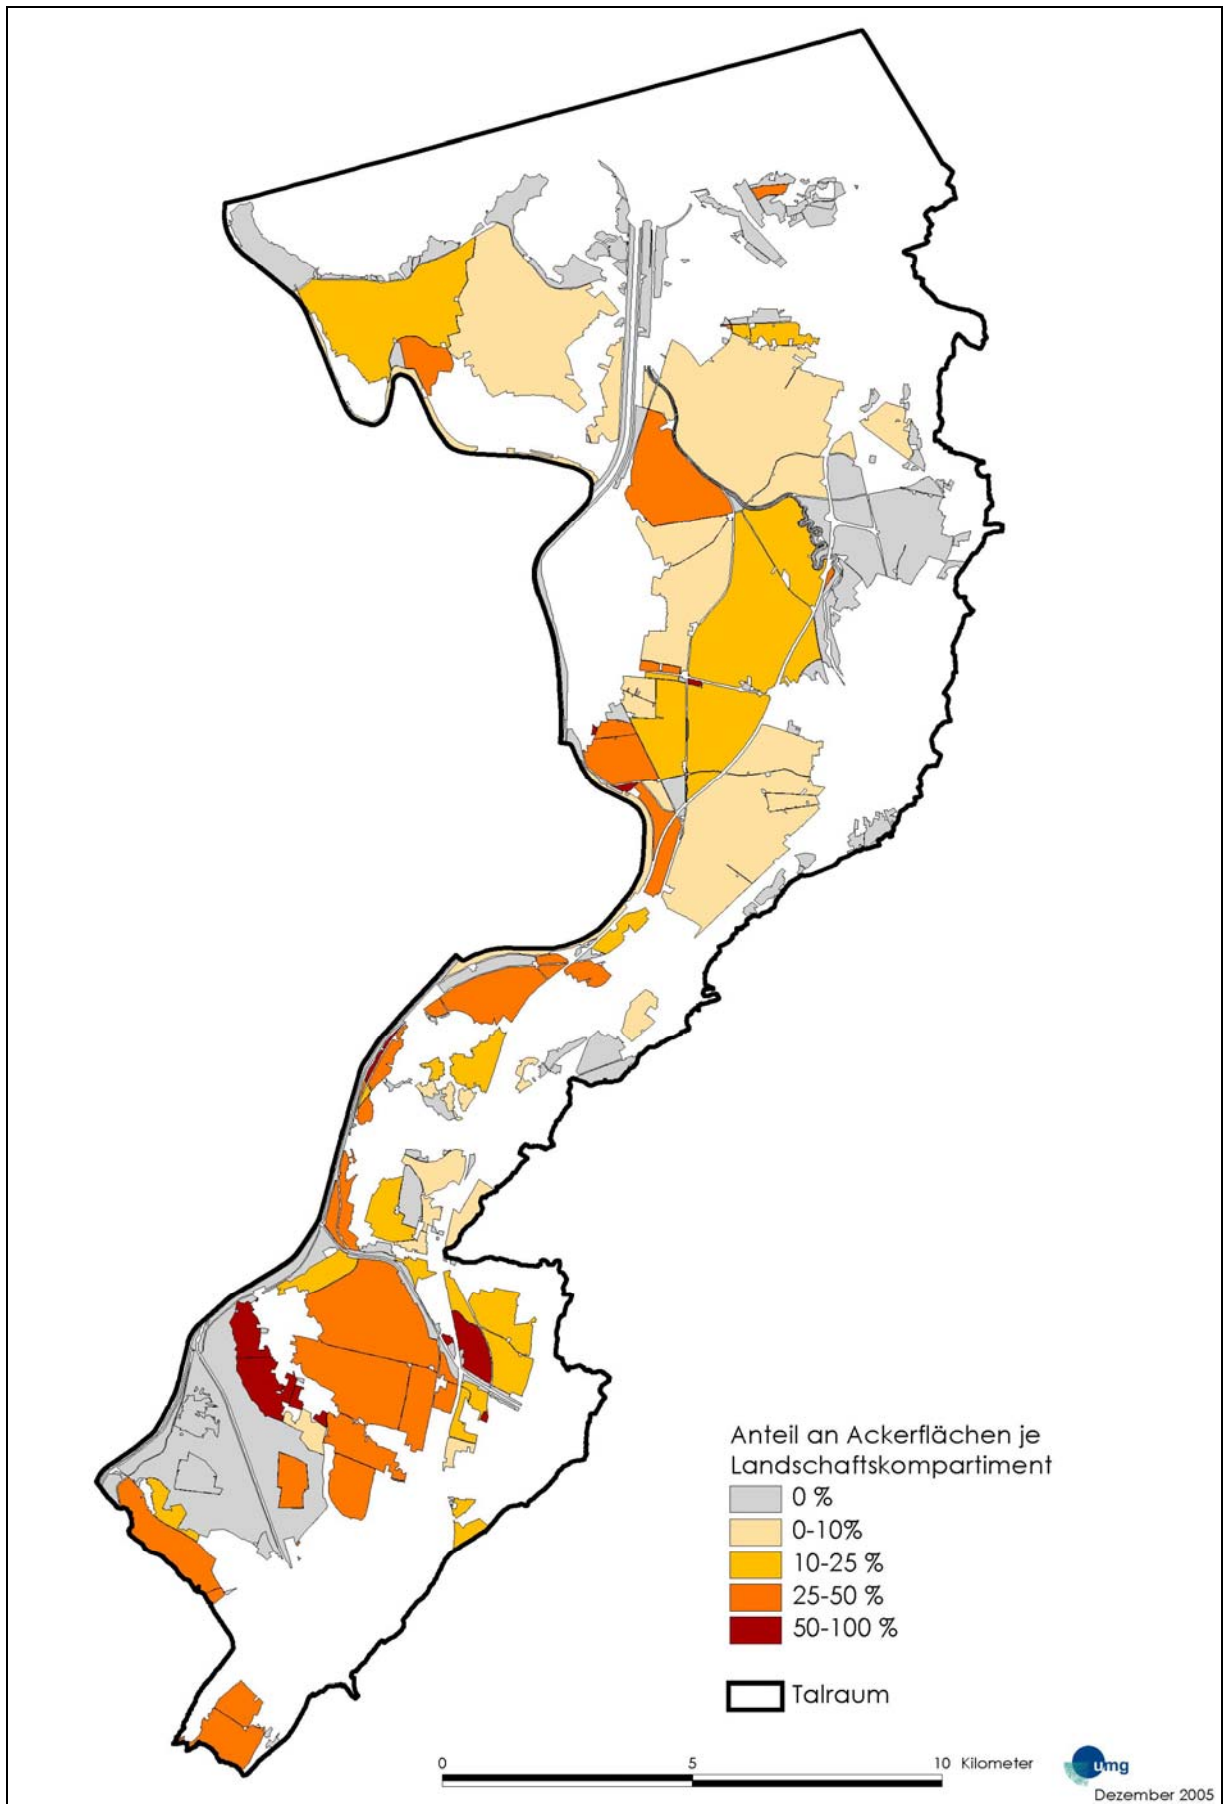 Anteil an Ackerflächen je
Landschaftskompartiment
0 %
0-10%
10-25 %
25-50 %
50-100 %
Talraum
0 5 10 Kilometer
umg
Dezember 2005